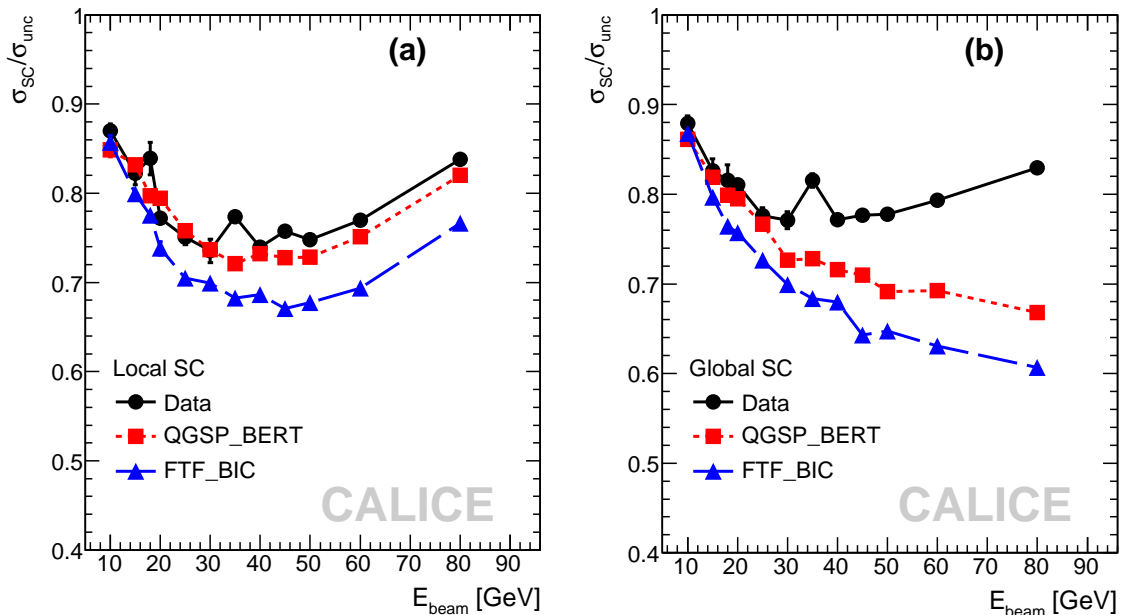 σSC/σunc
(a)
1
0.9
0.8
0.7
0.6
0.5
0.4
Local SC
Data
QGSP_BERT
FTF_BIC
CALICE
10 20 30 40 50 60 70 80 90
Ebeam [GeV]
σSC/σunc
(b)
1
0.9
0.8
0.7
0.6
0.5
0.4
Global SC
Data
QGSP_BERT
FTF_BIC
CALICE
10 20 30 40 50 60 70 80 90
Ebeam [GeV]